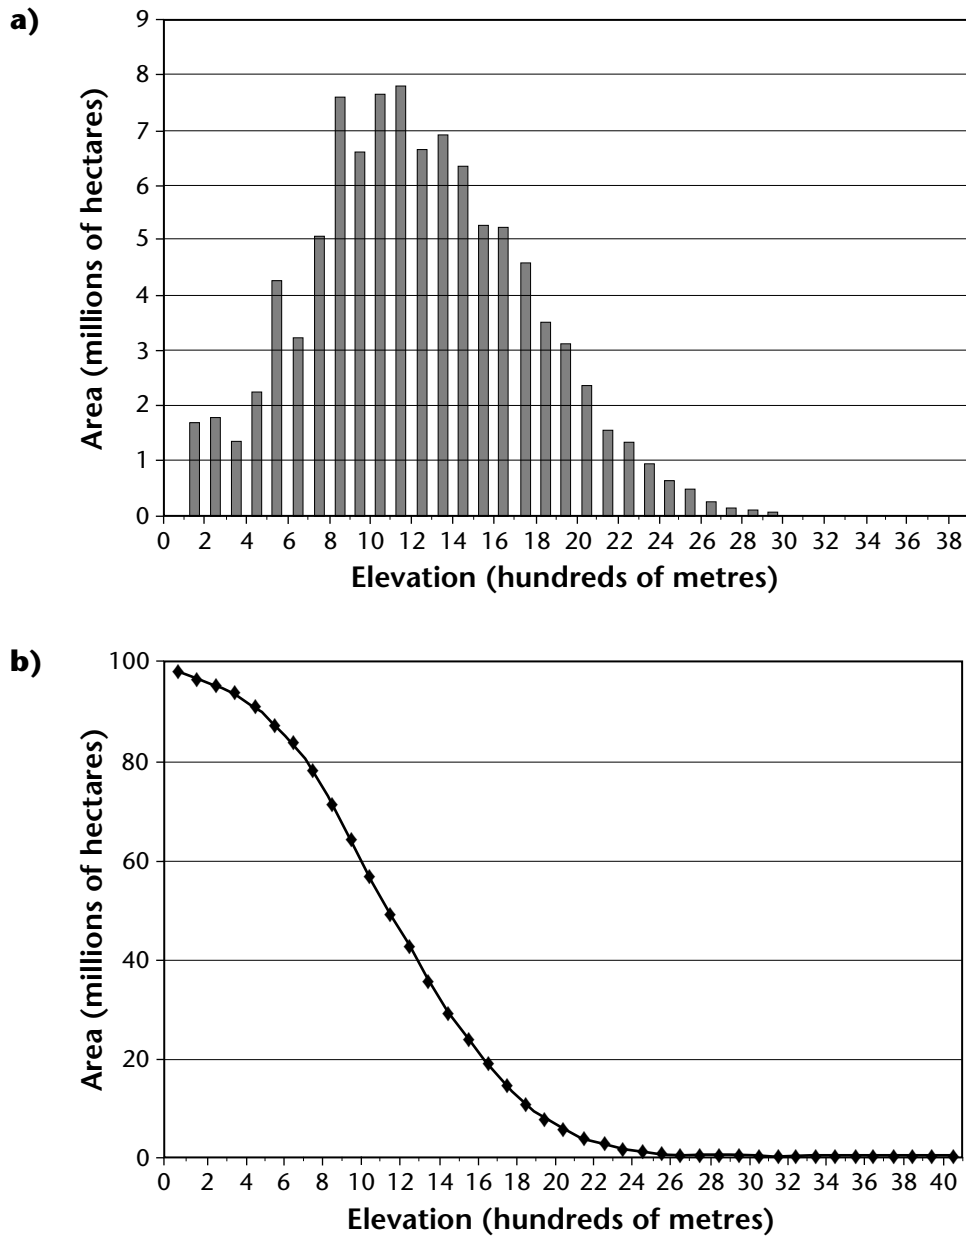 a)
Area (millions of hectares)
9
8
7
6
5
4
3
2
1
0
0 2 4 6 8 10 12 14 16 18 20 22 24 26 28 30 32 34 36 38
Elevation (hundreds of metres)
b)
Area (millions of hectares)
100
80
60
40
20
0
0 2 4 6 8 10 12 14 16 18 20 22 24 26 28 30 32 34 36 38 40
Elevation (hundreds of metres)